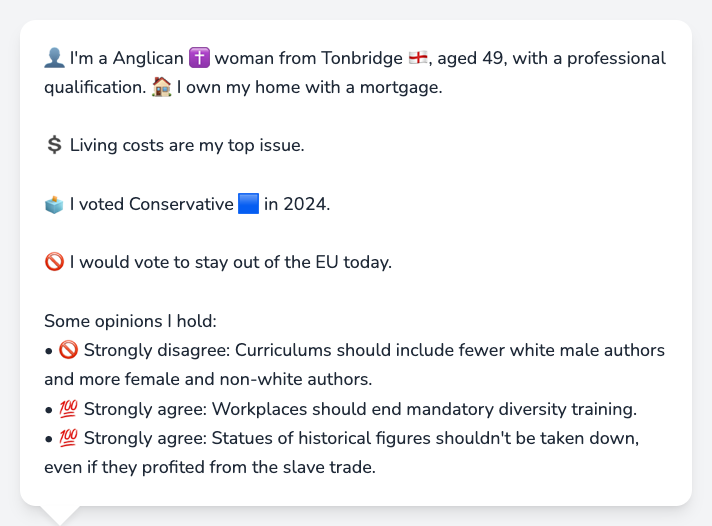 👤 I'm a Anglican ✝️ woman from Tonbridge 🏴󠁧󠁢󠁥󠁮󠁧󠁿, aged 49, with a professional
qualification. 🏠 I own my home with a mortgage.
💲 Living costs are my top issue.
🗳️ I voted Conservative 🟦 in 2024.
🚫 I would vote to stay out of the EU today.
Some opinions I hold:
• 🚫 Strongly disagree: Curriculums should include fewer white male authors
and more female and non-white authors.
• 💯 Strongly agree: Workplaces should end mandatory diversity training.
• 💯 Strongly agree: Statues of historical figures shouldn't be taken down,
even if they profited from the slave trade.